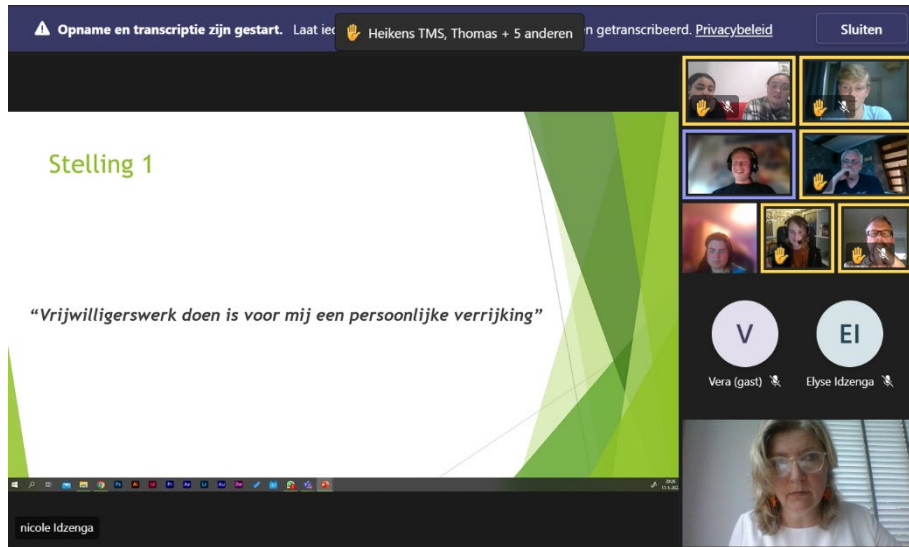 Opname en transcriptie zijn gestart. Laat iec
Heikens TMS, Thomas + 5 anderen
n getranscribeerd. Privacybeleid
Sluiten
Stelling 1
“Vrijwilligerswerk doen is voor mij een persoonlijke verrijking”
V
EI
Vera (gast)
Elyse Idzenga
nicole Idzenga